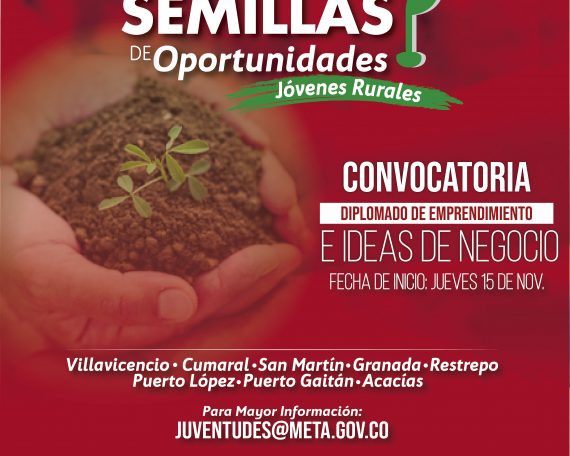 SEMILLAS
DE Oportunidades
Jóvenes Rurales
CONVOCATORIA
DIPLOMADO DE EMPRENDIMIENTO
E IDEAS DE NEGOCIO
FECHA DE INICIO: JUEVES 15 DE NOV.
Villavicencio • Cumaral • San Martín • Granada • Restrepo
Puerto López • Puerto Gaitán • Acacías
Para Mayor Información:
JUVENTUDES@META.GOV.CO